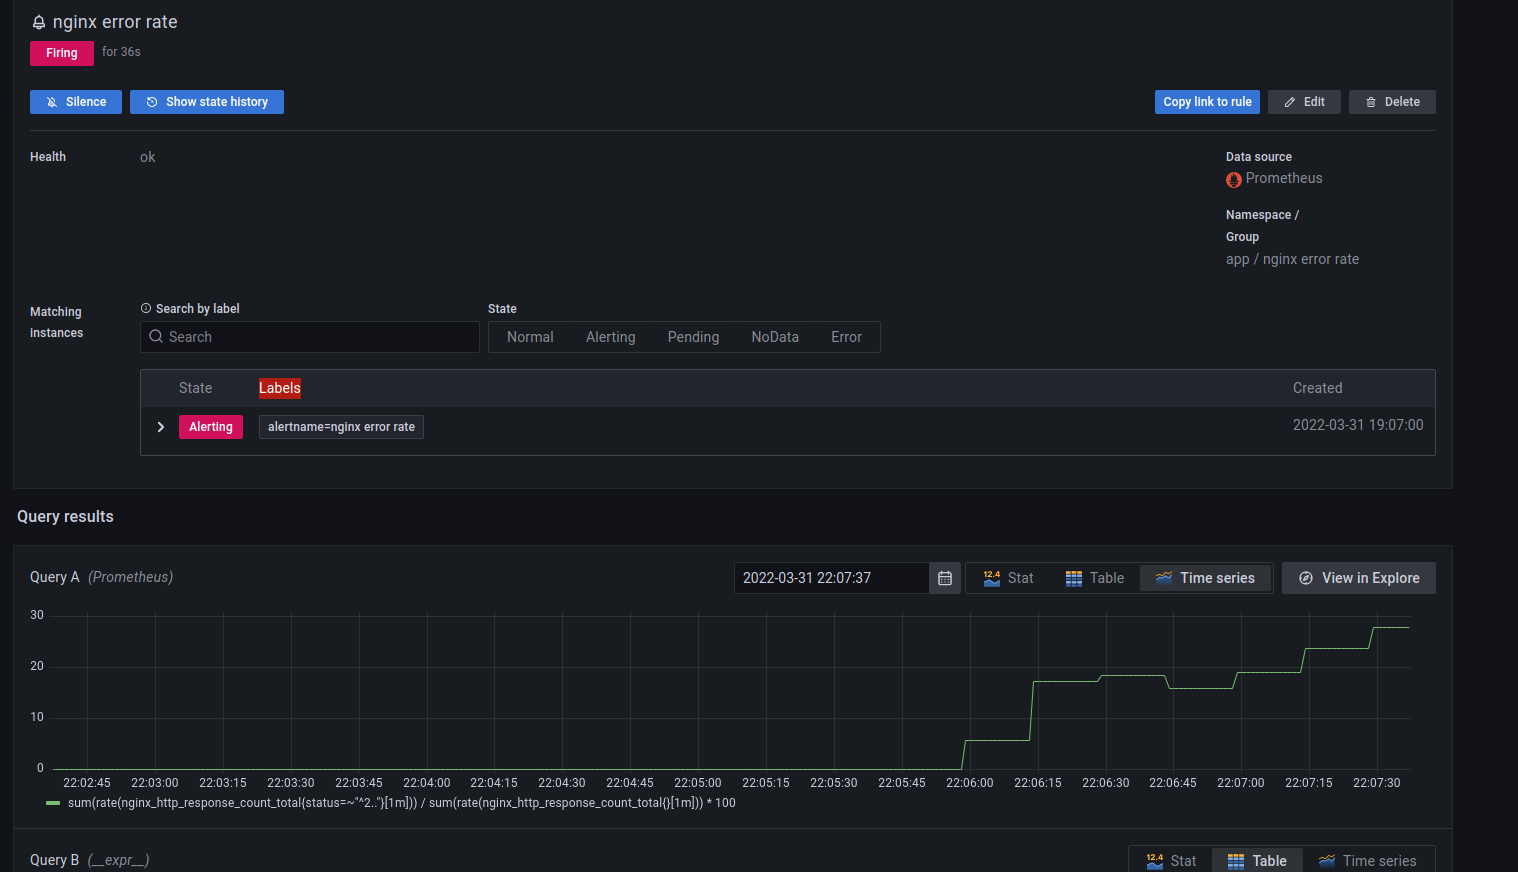 nginx error rate
Firing for 36s
Silence Show state history Copy link to rule Edit Delete
Health ok Data source
Prometheus
Namespace /
Group
app / nginx error rate
Matching
instances
Search by label State
Search Normal Alerting Pending NoData Error
State Labels Created
Alerting alertname=nginx error rate 2022-03-31 19:07:00
Query results
Query A (Prometheus) 2022-03-31 22:07:37 12.4 Stat Table Time series View in Explore
30
20
10
0
22:02:45 22:03:00 22:03:15 22:03:30 22:03:45 22:04:00 22:04:15 22:04:30 22:04:45 22:05:00 22:05:15 22:05:30 22:05:45 22:06:00 22:06:15 22:06:30 22:06:45 22:07:00 22:07:15 22:07:30
sum(rate(nginx_http_response_count_total{status=~"^2.."}[1m])) / sum(rate(nginx_http_response_count_total{}[1m])) * 100
Query B (__expr__) 12.4 Stat Table Time series